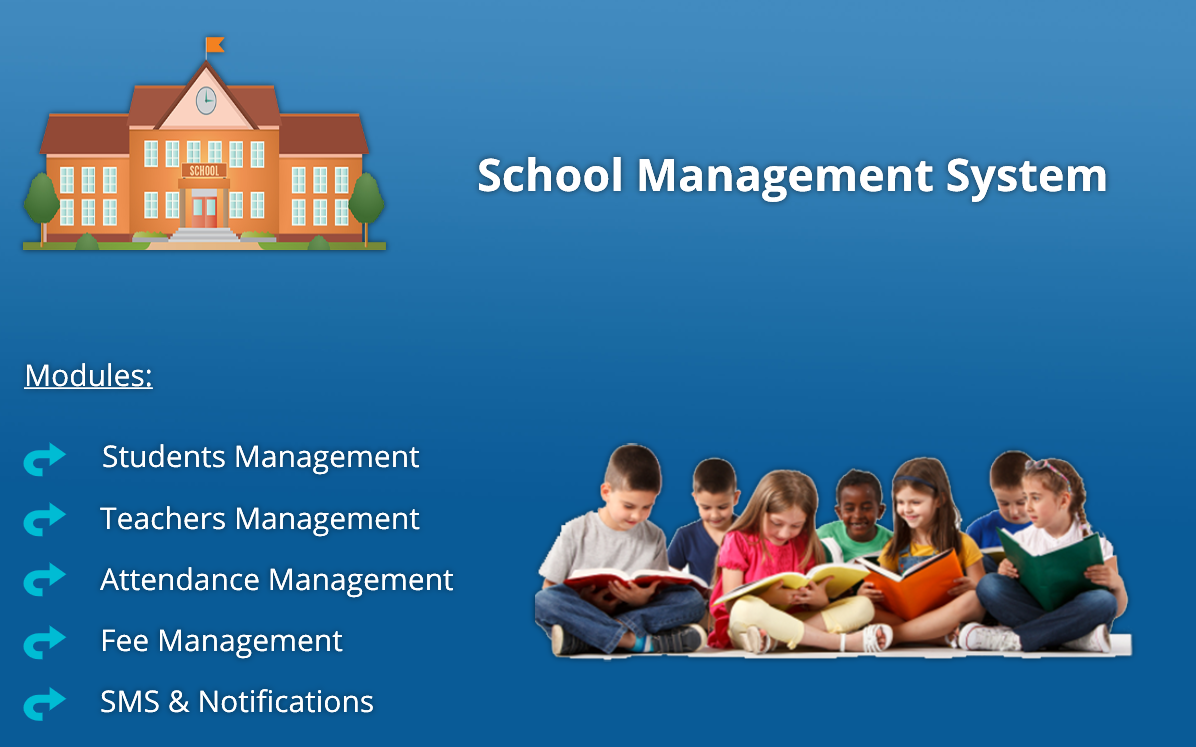 SCHOOL
School Management System
Modules:
Students Management
Teachers Management
Attendance Management
Fee Management
SMS & Notifications